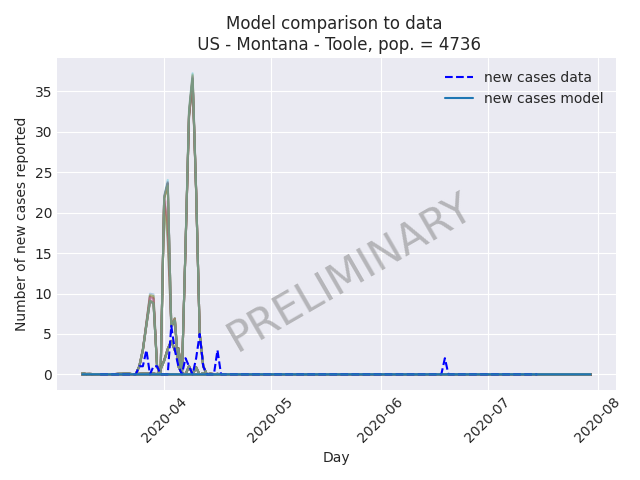 Model comparison to data
US - Montana - Toole, pop. = 4736
new cases data
new cases model
Number of new cases reported
35
30
25
20
15
10
5
0
PRELIMINARY
2020-04
2020-05
2020-06
2020-07
2020-08
Day